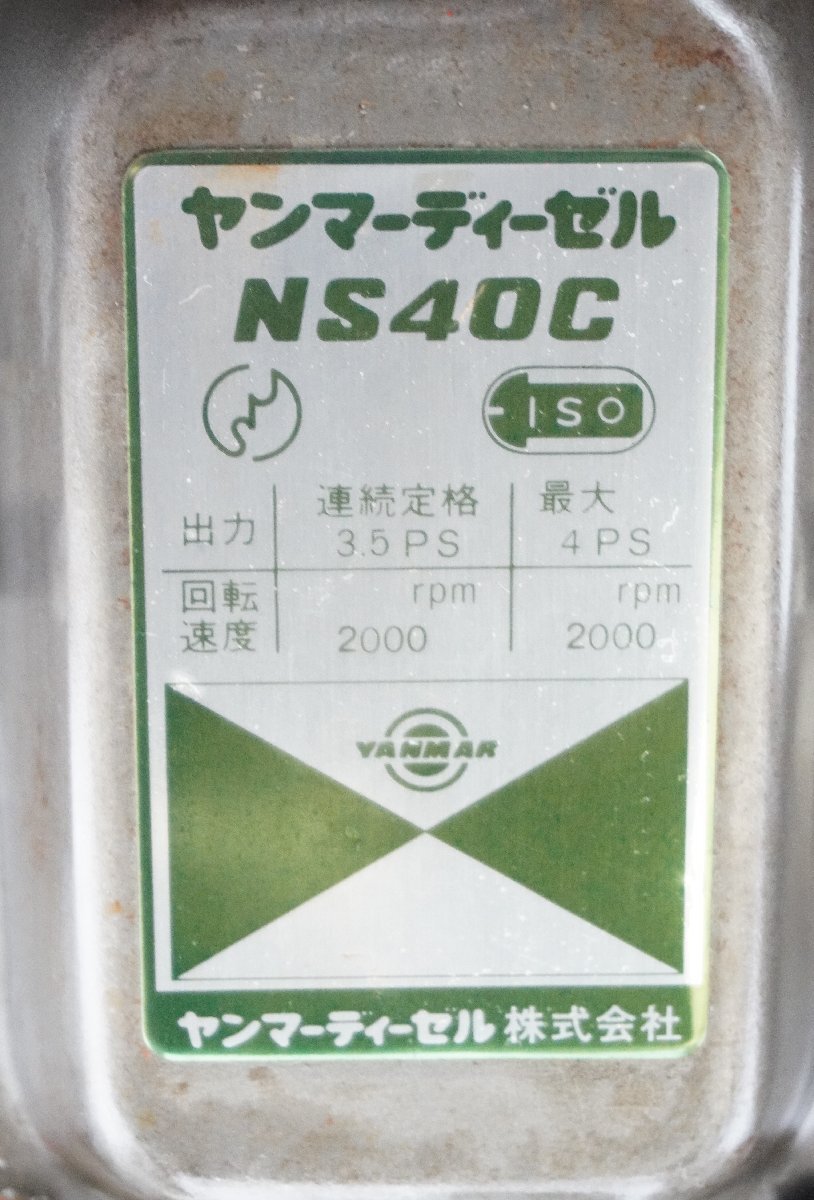 ヤンマーディーゼル
NS40C
ISO
出力 連続定格 3.5PS 最大 4PS
回転速度 rpm 2000 rpm 2000
YANMAR
ヤンマーディーゼル株式会社